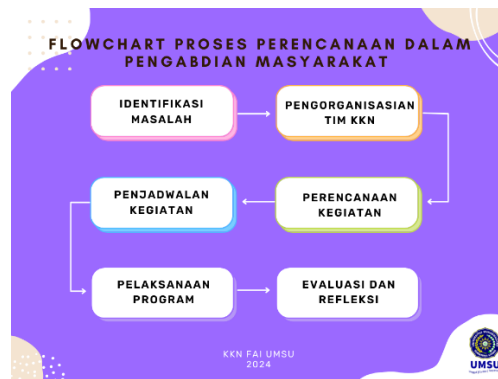 FLOWCHART PROSES PERENCANAAN DALAM
PENGABDIAN MASYARAKAT
IDENTIFIKASI
MASALAH
PENGORGANISASIAN
TIM KKN
PENJADWALAN
KEGIATAN
PERENCANAAN
KEGIATAN
PELAKSANAAN
PROGRAM
EVALUASI DAN
REFLEKSI
KKN FAI UMSU
2024
UMSU